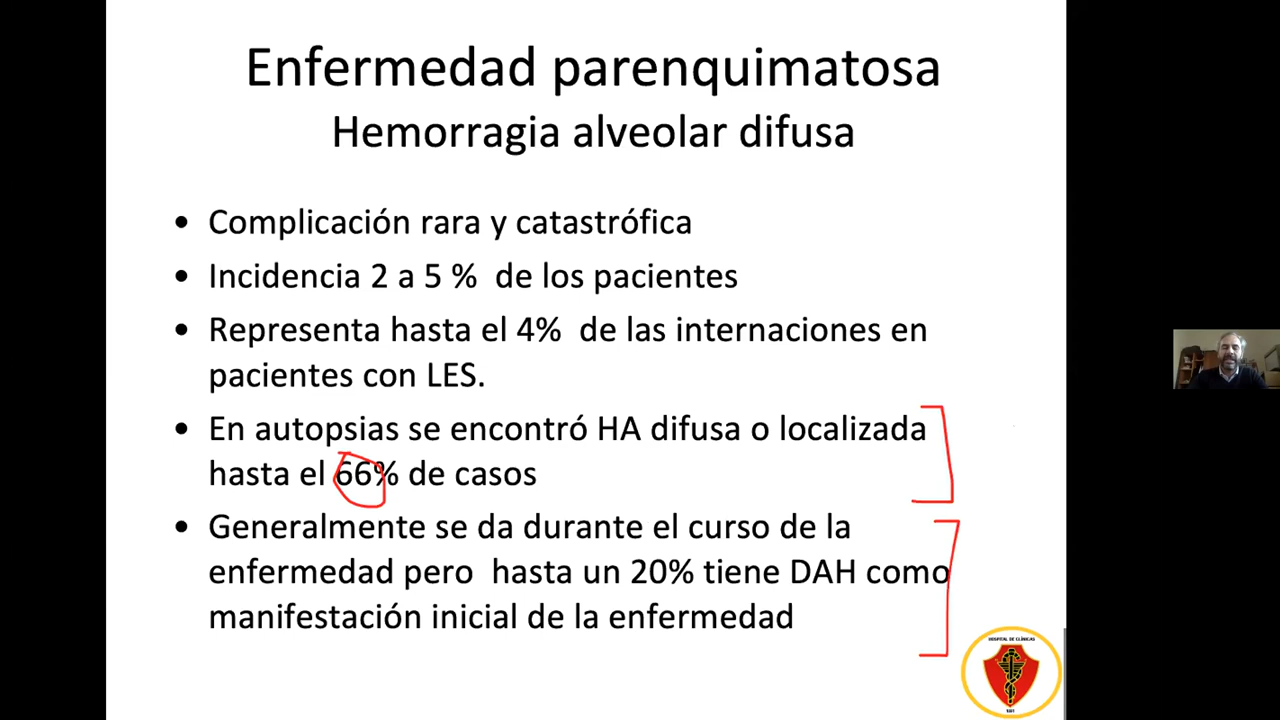 Enfermedad parenquimatosa
Hemorragia alveolar difusa
• Complicación rara y catastrófica
• Incidencia 2 a 5 % de los pacientes
• Representa hasta el 4% de las internaciones en
pacientes con LES.
• En autopsias se encontró HA difusa o localizada
hasta el 66% de casos
• Generalmente se da durante el curso de la
enfermedad pero hasta un 20% tiene DAH como
manifestación inicial de la enfermedad
HOSPITAL DE CLÍNICAS